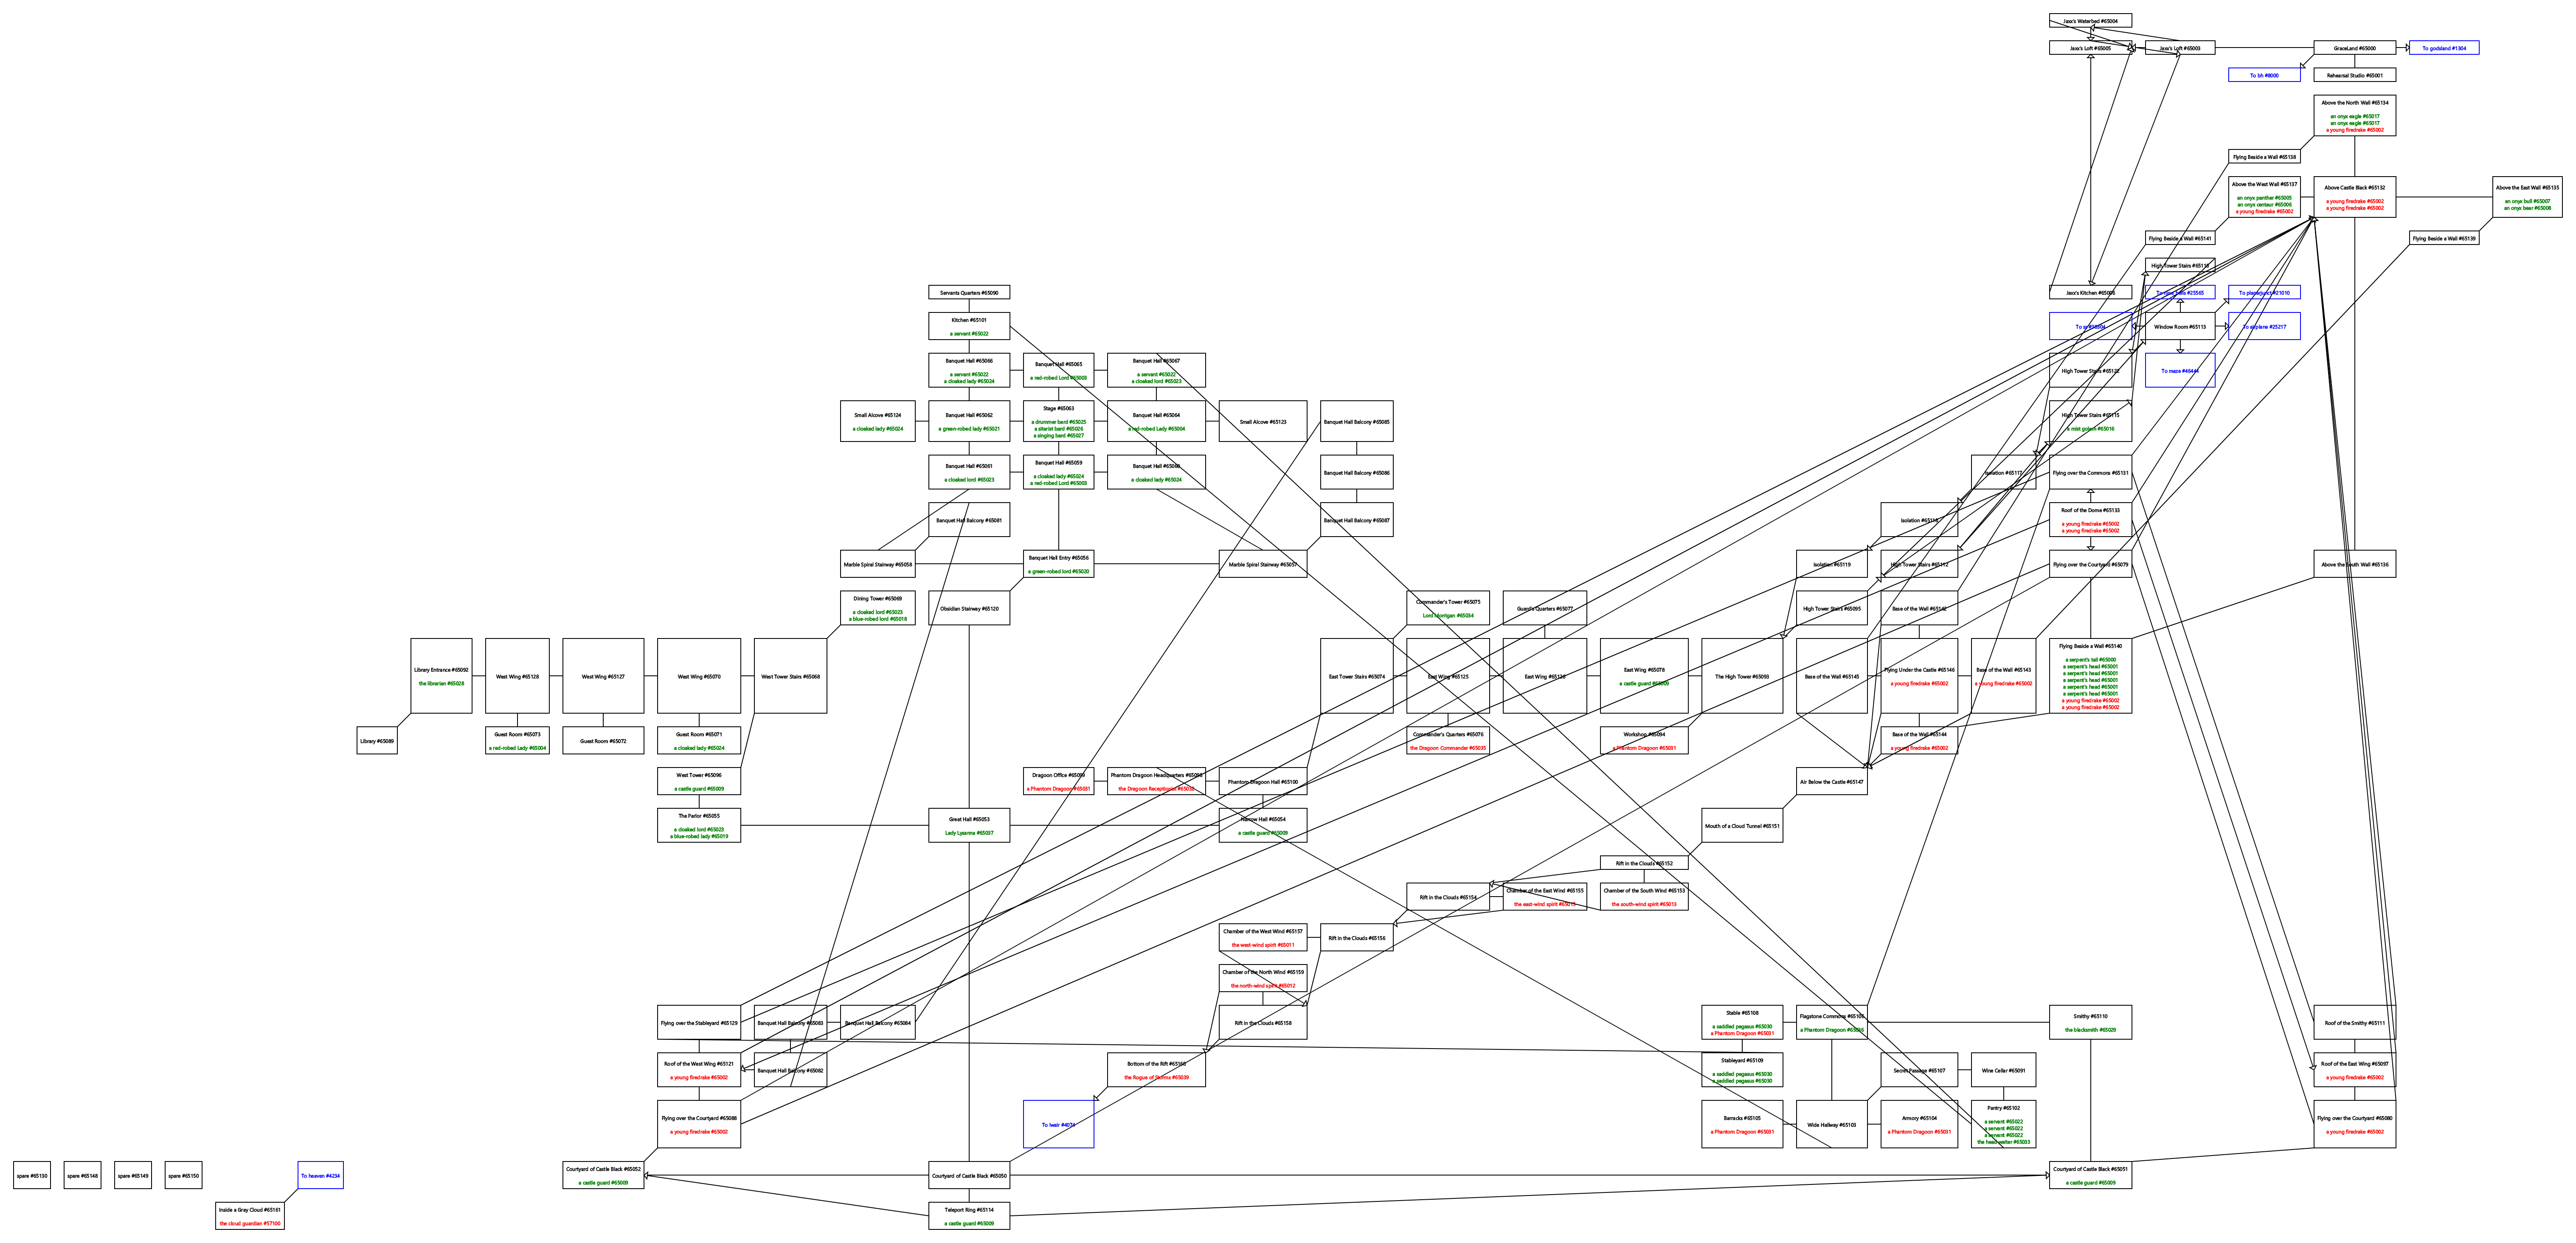 Jaxx's Waterbed #65004
Jaxx's Loft #65005
Jaxx's Loft #65003
GraceLand #65000
To godsland #1304
To bh #8000
Rehearsal Studio #65001
Above the North Wall #65134
an onyx eagle #65017
an onyx eagle #65017
a young firedrake #65002
Flying Beside a Wall #65138
Above the West Wall #65137
an onyx panther #65005
an onyx centaur #65006
a young firedrake #65002
Above Castle Black #65132
a young firedrake #65002
a young firedrake #65002
Above the East Wall #65135
an onyx bull #65007
an onyx bear #65008
Flying Beside a Wall #65141
Flying Beside a Wall #65139
High Tower Stairs
Servants Quarters #65090
Jaxx's Kitchen
#25565
#21010
Kitchen #65101
a servant #65022
Window Room #65113
To airplane #25217
Banquet Hall #65066
a servant #65022
a cloaked lady #65024
Banquet Hall #65065
a red-robed Lord #65003
Banquet Hall #65067
a servant #65022
a cloaked lord #65023
High Tower Stairs #65122
To maze #46444
Small Alcove #65124
a cloaked lady #65024
Banquet Hall #65062
a green-robed lady #65021
Stage #65063
a drummer bard #65025
a sitarist bard #65026
a singing bard #65027
Banquet Hall #65064
a red-robed Lady #65004
Small Alcove #65123
Banquet Hall Balcony #65085
High Tower Stairs #65115
a mist golem #65016
Banquet Hall #65061
a cloaked lord #65023
Banquet Hall #65059
a cloaked lady #65024
a red-robed Lord #65003
Banquet Hall #65060
a cloaked lady #65024
Banquet Hall Balcony #65086
Isolation #65117
Flying over the Commons #65131
Banquet Hall Balcony #65081
Banquet Hall Balcony #65087
Isolation
Roof of the Dome #65133
a young firedrake #65002
a young firedrake #65002
Marble Spiral Stairway #65058
Banquet Hall Entry #65056
a green-robed lord #65020
Marble Spiral Stairway #65057
Isolation #65119
High Tower Stairs #65112
Flying over the Courtyard #65079
Above the South Wall #65136
Dining Tower #65069
a cloaked lord #65023
a blue-robed lord #65018
Obsidian Stairway #65120
Commander's Tower #65075
Lord Morrigan #65034
Guard's Quarters #65077
High Tower Stairs #65095
Base of the Wall #65142
Library Entrance #65092
the librarian #65028
West Wing #65128
West Wing #65127
West Wing #65070
West Tower Stairs #65068
East Tower Stairs #65074
East Wing #65125
East Wing #65126
East Wing #65078
a castle guard #65009
The High Tower #65093
Base of the Wall #65145
Flying Under the Castle #65146
a young firedrake #65002
Base of the Wall #65143
a young firedrake #65002
Flying Beside a Wall #65140
a serpent's tail #65000
a serpent's head #65001
a serpent's head #65001
a serpent's head #65001
a serpent's head #65001
a serpent's head #65001
a young firedrake #65002
a young firedrake #65002
Library #65089
Guest Room #65073
a red-robed Lady #65004
Guest Room #65072
Guest Room #65071
a cloaked lady #65024
Commander's Quarters #65076
the Dragoon Commander #65035
Workshop #65094
a Phantom Dragoon #65031
Base of the Wall #65144
a young firedrake #65002
West Tower #65096
a castle guard #65009
Dragoon Office #65099
a Phantom Dragoon #65031
Phantom Dragoon Headquarters #65098
the Dragoon Receptionist
Phantom Dragoon Hall #65100
Air Below the Castle #65147
The Parlor #65055
a cloaked lord #65023
a blue-robed lady #65019
Great Hall #65053
Lady Lysanna #65037
Narrow Hall #65054
a castle guard #65009
Mouth of a Cloud Tunnel #65151
Rift in the Clouds #65152
Rift in the Clouds #65154
Chamber of the East Wind #65155
the east-wind spirit
Chamber of the South Wind #65153
the south-wind spirit #65013
Chamber of the West Wind #65157
the west-wind spirit #65011
Rift in the Clouds #65156
Chamber of the North Wind #65159
the north-wind spirit #65012
Flying over the Stableyard #65129
Banquet Hall Balcony #65083
Banquet Hall Balcony #65084
Rift in the Clouds #65158
Stable #65108
a saddled pegasus #65030
a Phantom Dragoon #65031
Flagstone Commons
a Phantom Dragoon
Smithy #65110
the blacksmith #65029
Roof of the Smithy #65111
Roof of the West Wing #65121
a young firedrake #65002
Banquet Hall Balcony #65082
Bottom of the Rift #65160
the Rogue of Storms #65039
Stableyard #65109
a saddled pegasus #65030
a saddled pegasus #65030
Secret Passage #65107
Wine Cellar #65091
Roof of the East Wing #65097
a young firedrake #65002
Flying over the Courtyard #65088
a young firedrake #65002
To lwair #4074
Barracks #65105
a Phantom Dragoon #65031
Wide Hallway #65103
Armory #65104
a Phantom Dragoon #65031
Pantry #65102
a servant #65022
a servant #65022
a servant #65022
the head waiter #65033
Flying over the Courtyard #65080
a young firedrake #65002
spare #65130
spare #65148
spare #65149
spare #65150
To heaven #4234
Courtyard of Castle Black #65052
a castle guard #65009
Courtyard of Castle Black #65050
Courtyard of Castle Black #65051
a castle guard #65009
Inside a Gray Cloud #65161
the cloud guardian #57100
Teleport Ring #65114
a castle guard #65009